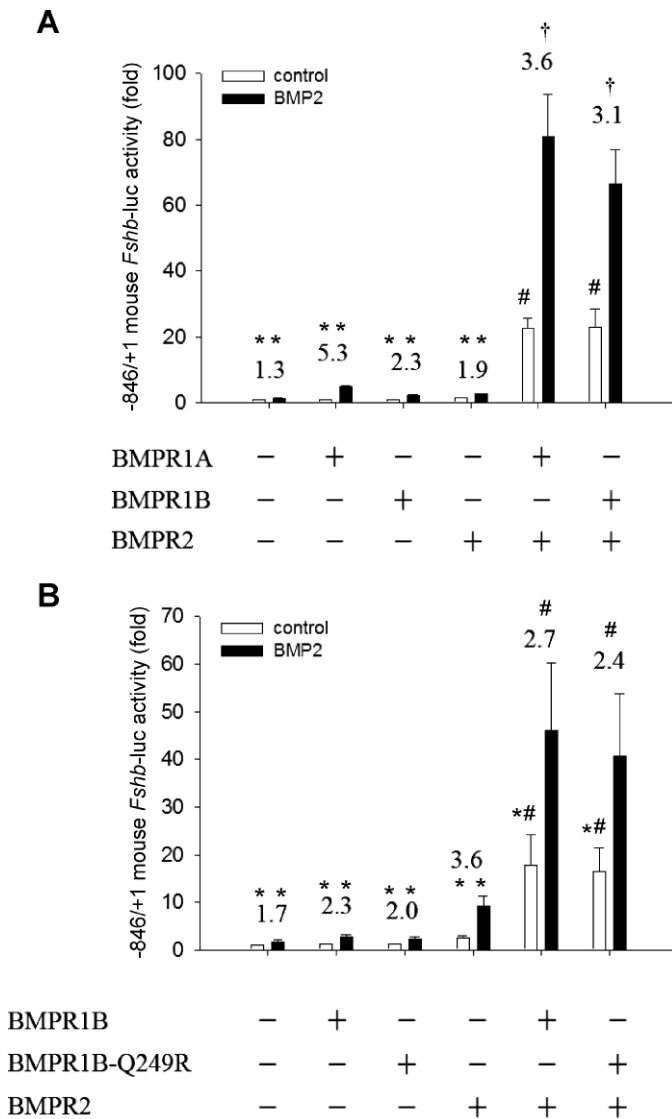 A
-846/+1 mouse Fshb-luc activity (fold)
control
BMP2
100
80
60
40
20
0
†
3.6
†
3.1
# #
* * * * * * * *
1.3 5.3 2.3 1.9
BMPR1A − + − − + −
BMPR1B − − + − − +
BMPR2 − − − + + +
B
-846/+1 mouse Fshb-luc activity (fold)
control
BMP2
70
60
50
40
30
20
10
0
#
2.7
#
2.4
*# *#
3.6
* * * * * * * *
1.7 2.3 2.0
BMPR1B − + − − + −
BMPR1B-Q249R − − + − − +
BMPR2 − − − + + +